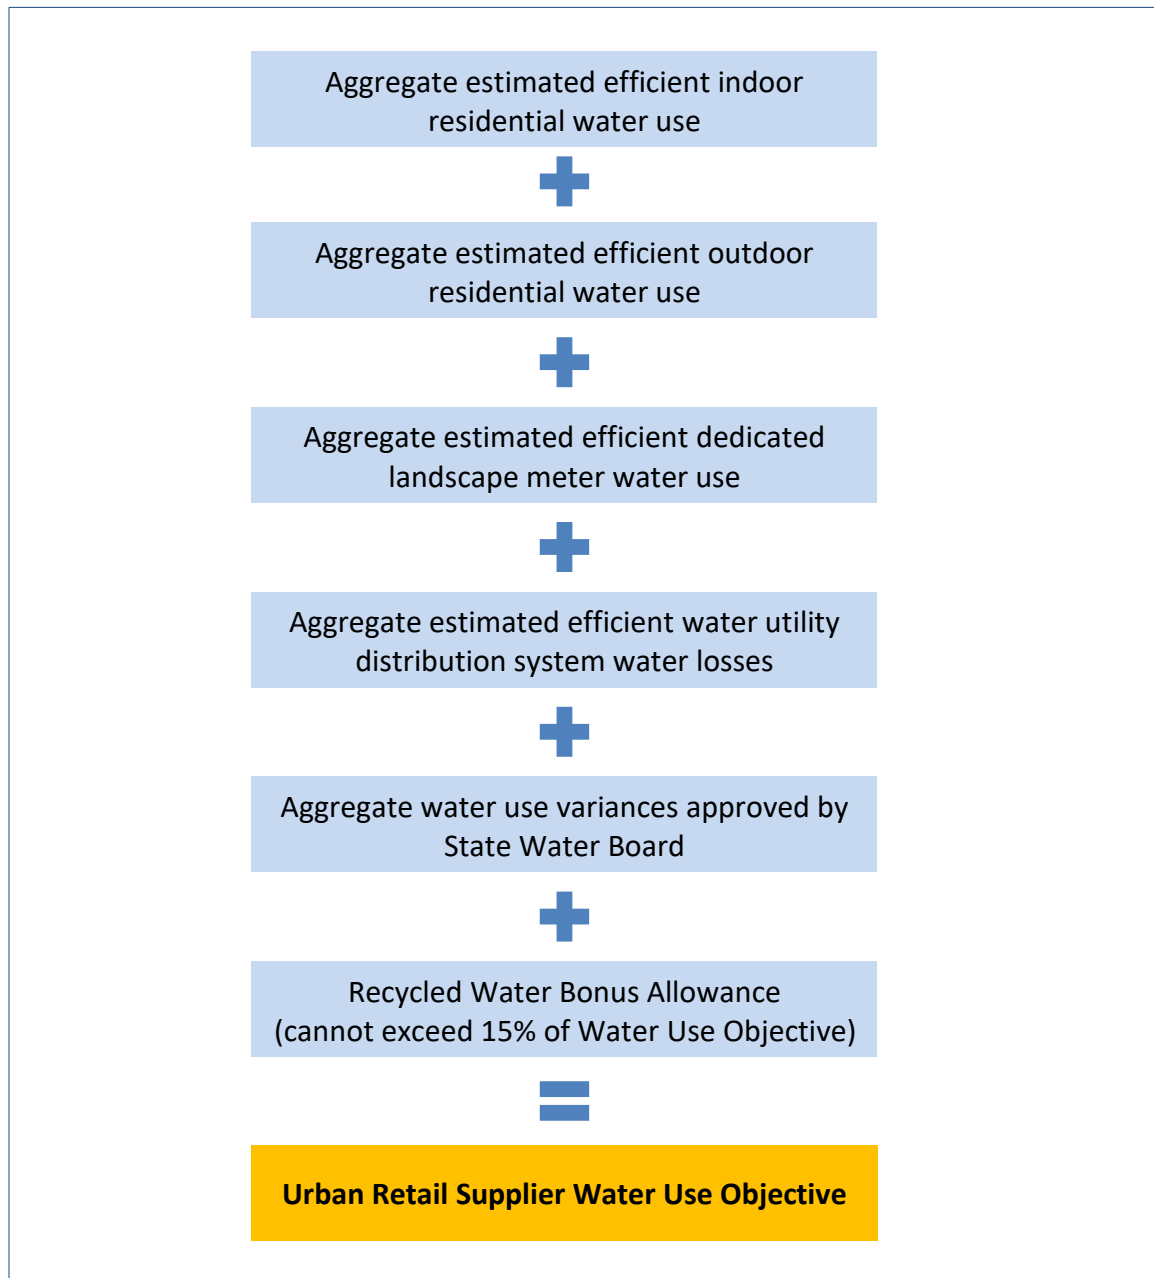 Aggregate estimated efficient indoor
residential water use
Aggregate estimated efficient outdoor
residential water use
Aggregate estimated efficient dedicated
landscape meter water use
Aggregate estimated efficient water utility
distribution system water losses
Aggregate water use variances approved by
State Water Board
Recycled Water Bonus Allowance
(cannot exceed 15% of Water Use Objective)
Urban Retail Supplier Water Use Objective